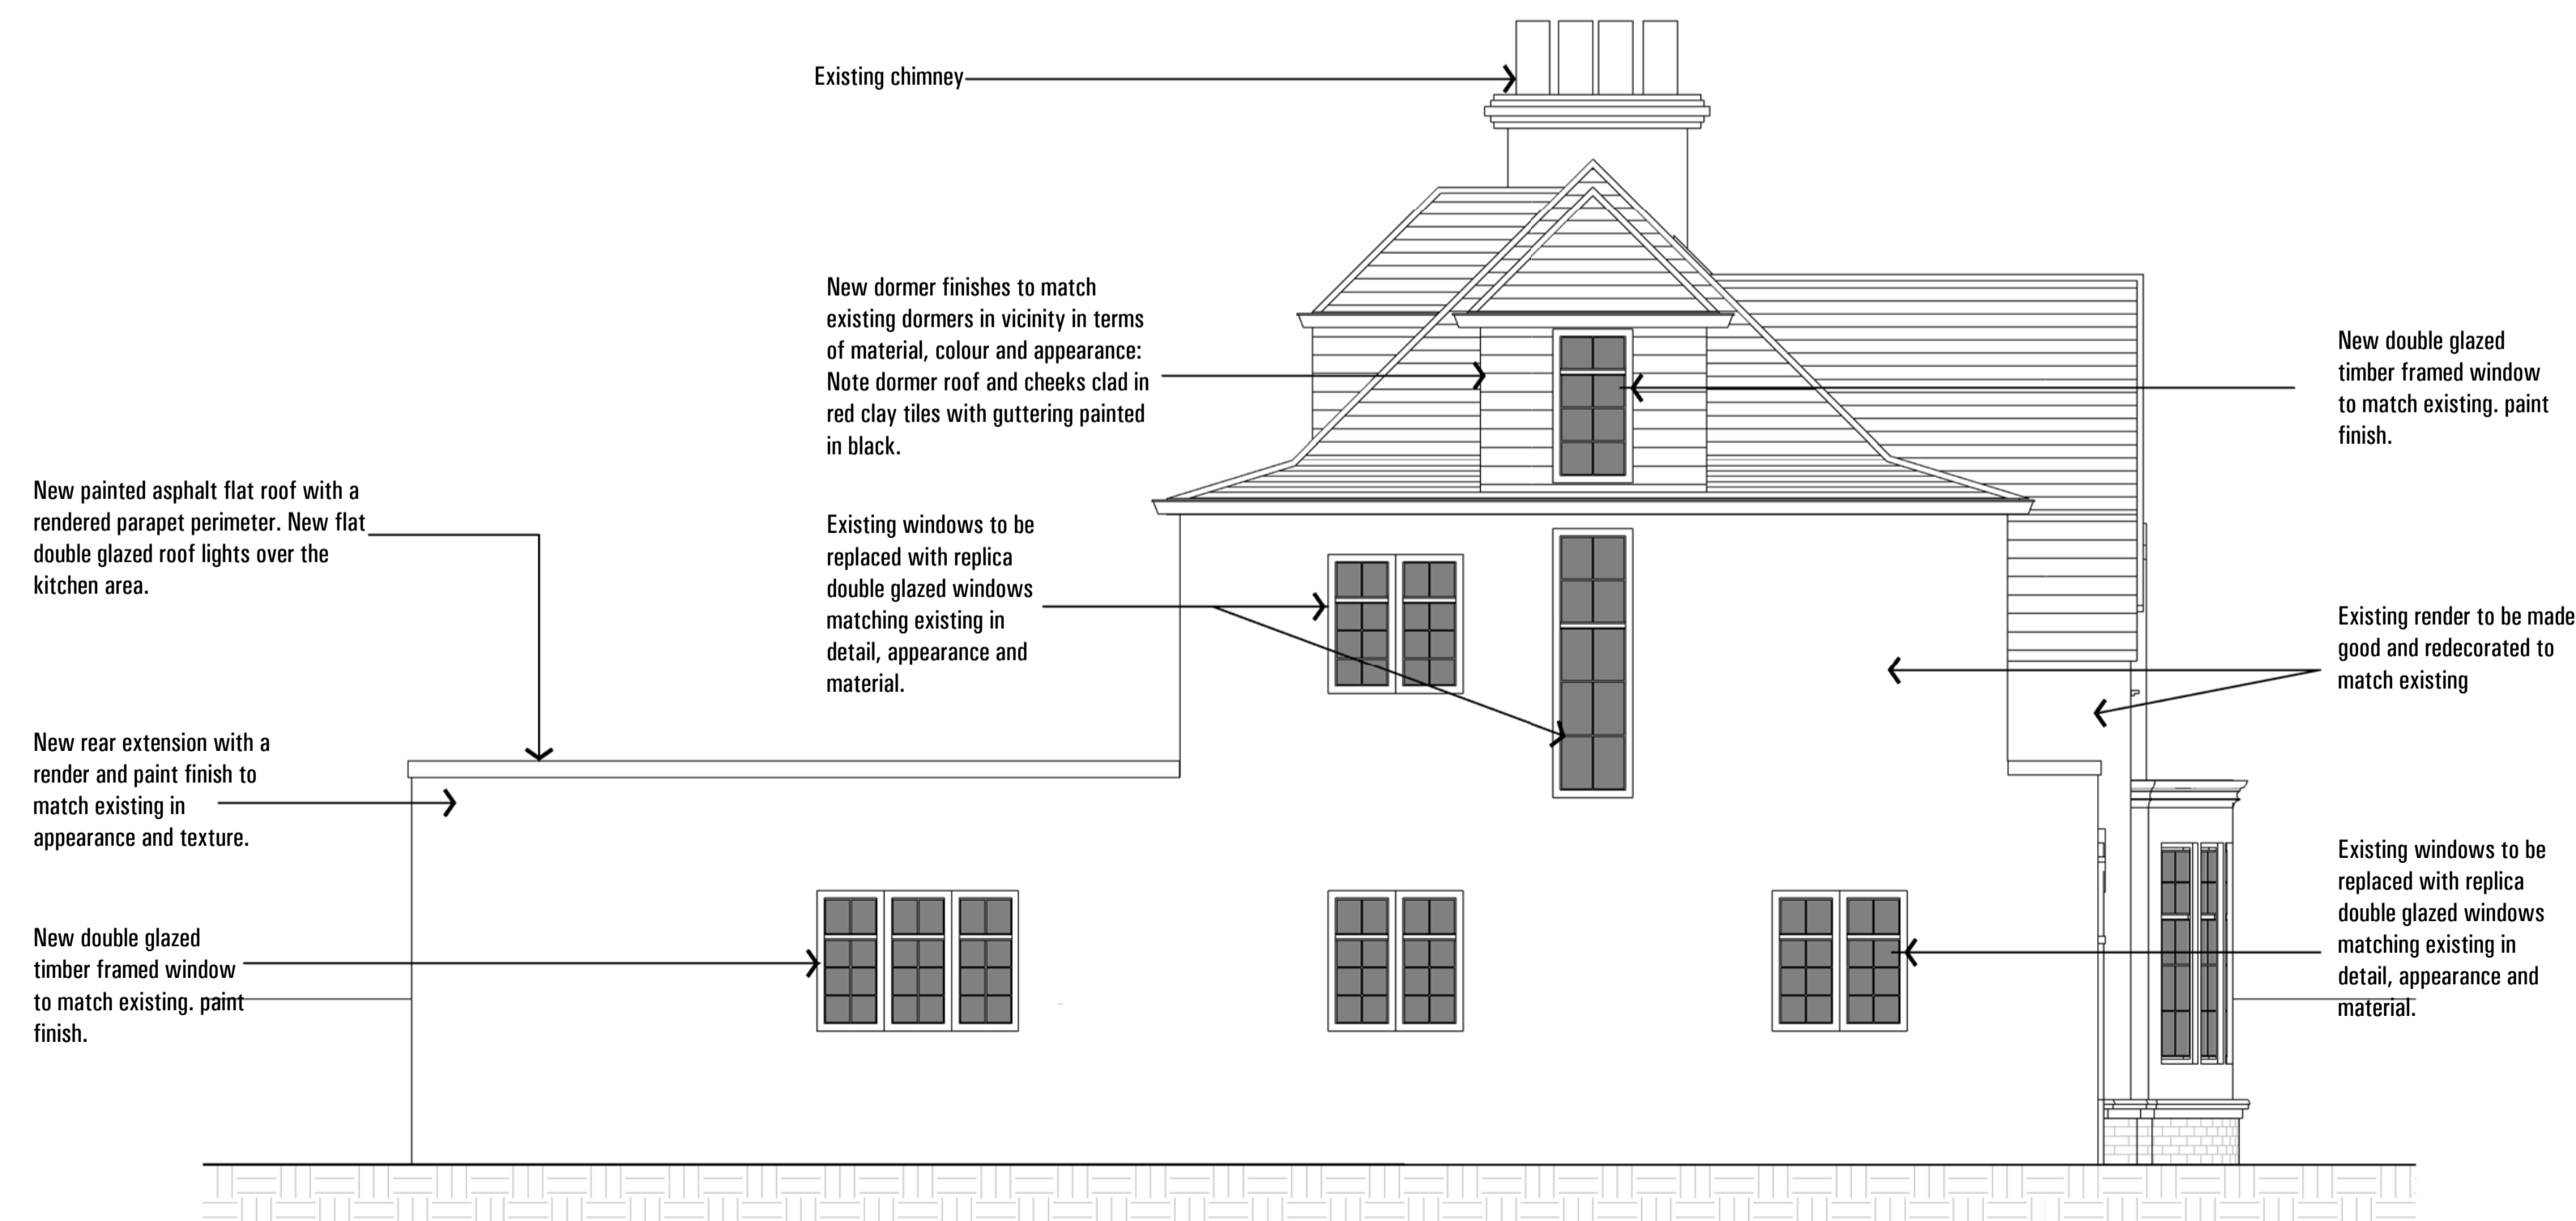 Existing chimney
New dormer finishes to match
existing dormers in vicinity in terms
of material, colour and appearance:
Note dormer roof and cheeks clad in
red clay tiles with guttering painted
in black.
New double glazed
timber framed window
to match existing. paint
finish.
New painted asphalt flat roof with a
rendered parapet perimeter. New flat
double glazed roof lights over the
kitchen area.
Existing windows to be
replaced with replica
double glazed windows
matching existing in
detail, appearance and
material.
Existing render to be made
good and redecorated to
match existing
New rear extension with a
render and paint finish to
match existing in
appearance and texture.
Existing windows to be
replaced with replica
double glazed windows
matching existing in
detail, appearance and
material.
New double glazed
timber framed window
to match existing. paint
finish.